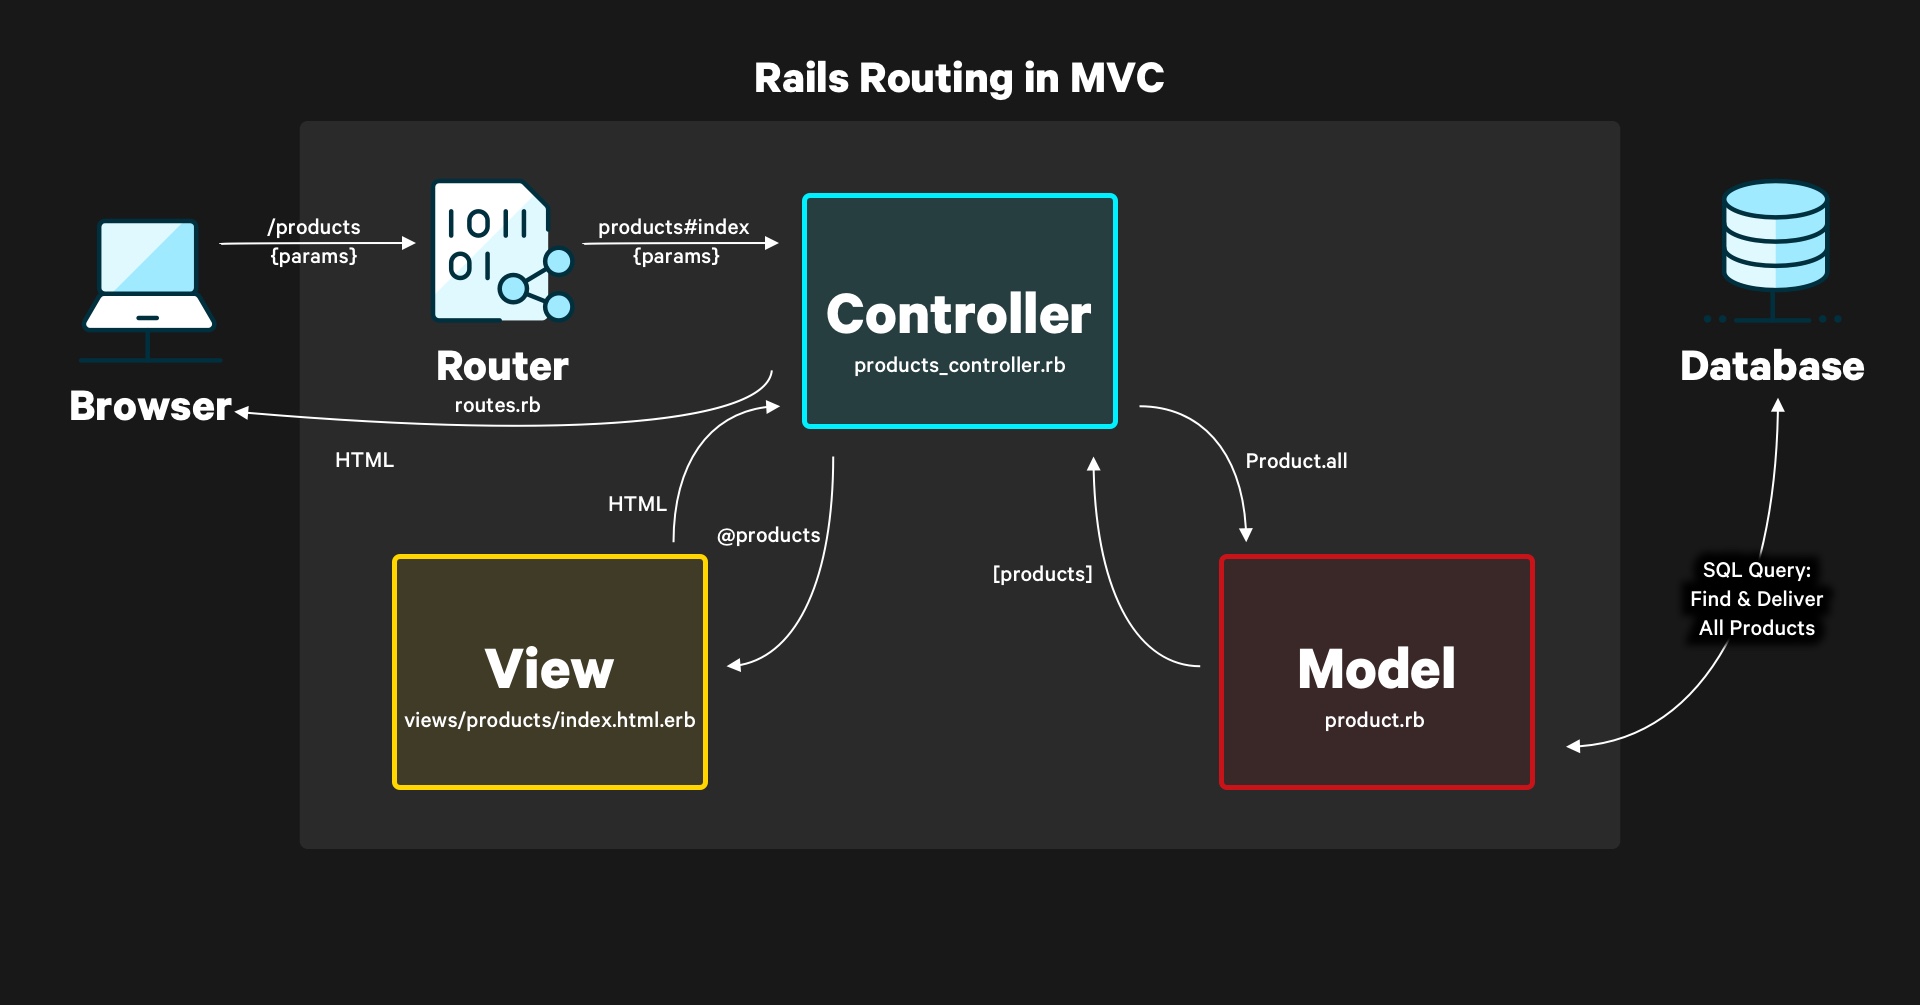 Rails Routing in MVC
/products
{params}
products#index
{params}
IOII
OI
Controller
products_controller.rb
Router
routes.rb
Browser
Database
HTML
HTML
@products
Product.all
[products]
SQL Query:
Find & Deliver
All Products
View
views/products/index.html.erb
Model
product.rb